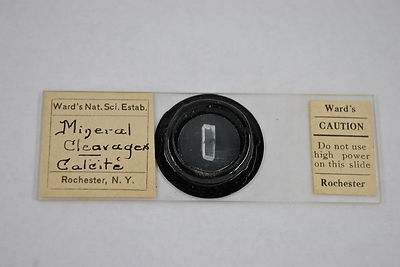 Ward's Nat. Sci. Estab.
Mineral
Cleavages
Calcite
Rochester, N. Y.
Ward's
CAUTION
Do not use
high power
on this slide
Rochester